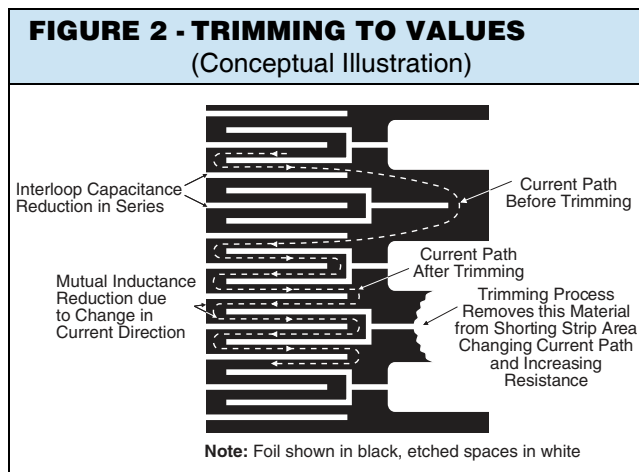 FIGURE 2 - TRIMMING TO VALUES
(Conceptual Illustration)
Interloop Capacitance
Reduction in Series
Current Path
Before Trimming
Current Path
After Trimming
Mutual Inductance
Reduction due
to Change in
Current Direction
Trimming Process
Removes this Material
from Shorting Strip Area
Changing Current Path
and Increasing
Resistance
Note: Foil shown in black, etched spaces in white